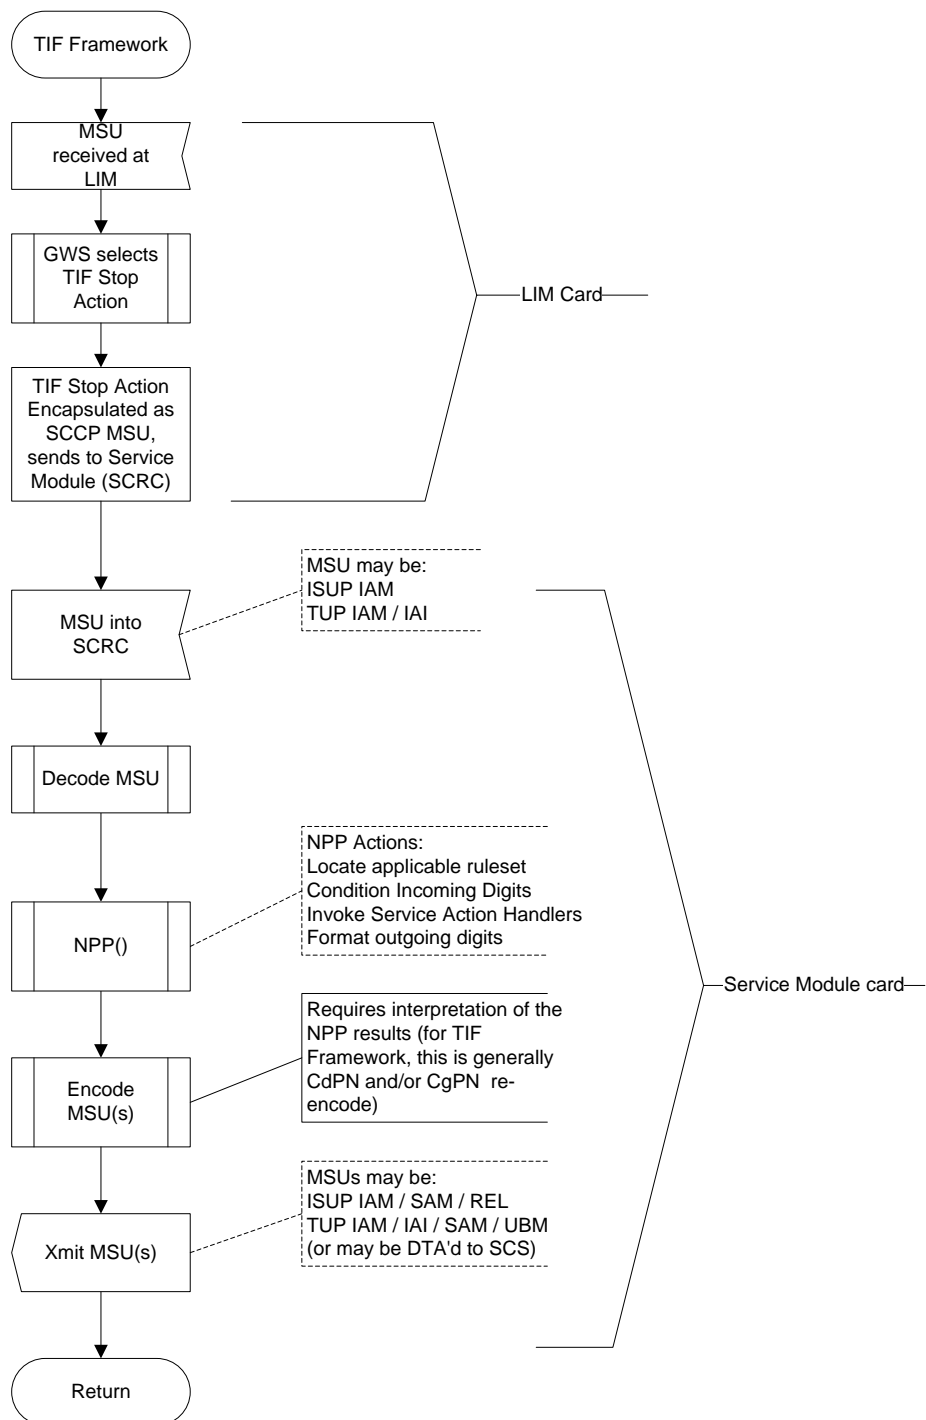 TIF Framework
MSU
received at
LIM
GWS selects
TIF Stop
Action
LIM Card
TIF Stop Action
Encapsulated as
SCCP MSU,
sends to Service
Module (SCRC)
MSU may be:
ISUP IAM
TUP IAM / IAI
MSU into
SCRC
Decode MSU
NPP Actions:
Locate applicable ruleset
Condition Incoming Digits
Invoke Service Action Handlers
Format outgoing digits
NPP()
Service Module card
Requires interpretation of the
NPP results (for TIF
Framework, this is generally
CdPN and/or CgPN re-
encode)
Encode
MSU(s)
MSUs may be:
ISUP IAM / SAM / REL
TUP IAM / IAI / SAM / UBM
(or may be DTA'd to SCS)
Xmit MSU(s)
Return